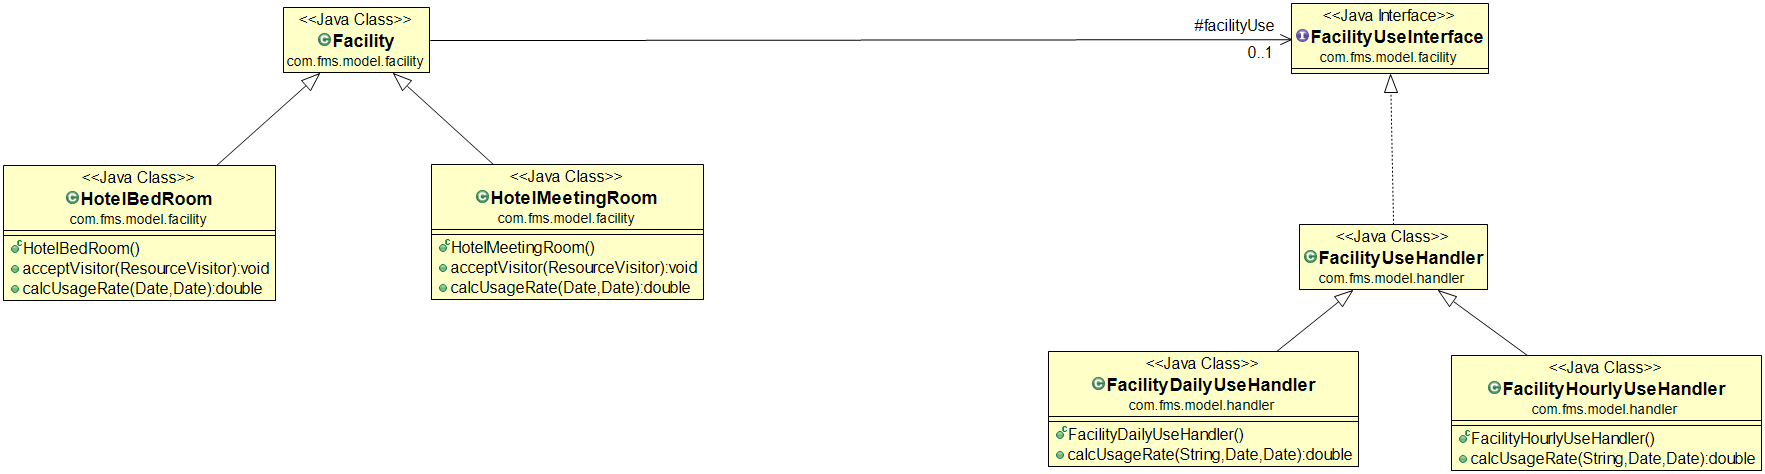 <<Java Class>>
Facility
com.fms.model.facility
#facilityUse
0..1
<<Java Interface>>
FacilityUseInterface
com.fms.model.facility
<<Java Class>>
HotelBedRoom
com.fms.model.facility
HotelBedRoom()
acceptVisitor(ResourceVisitor):void
calcUsageRate(Date,Date):double
<<Java Class>>
HotelMeetingRoom
com.fms.model.facility
HotelMeetingRoom()
acceptVisitor(ResourceVisitor):void
calcUsageRate(Date,Date):double
<<Java Class>>
FacilityUseHandler
com.fms.model.handler
<<Java Class>>
FacilityDailyUseHandler
com.fms.model.handler
FacilityDailyUseHandler()
calcUsageRate(String,Date,Date):double
<<Java Class>>
FacilityHourlyUseHandler
com.fms.model.handler
FacilityHourlyUseHandler()
calcUsageRate(String,Date,Date):double